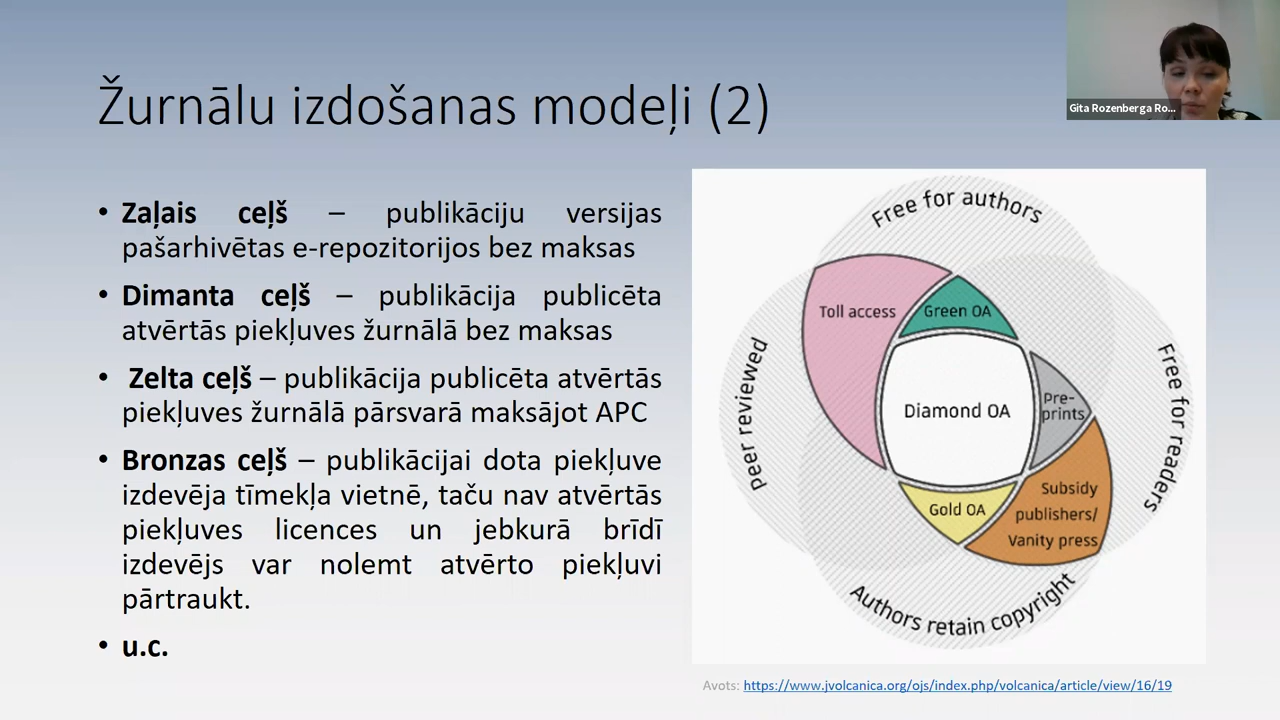 Žurnālu izdošanas modeļi (2)
Gita Rozenberga Ro...
• Zaļais ceļš – publikāciju versijas
pašarhivētas e-repozitorijos bez maksas
• Dimanta ceļš – publikācija publicēta
atvērtās piekļuves žurnālā bez maksas
• Zelta ceļš – publikācija publicēta atvērtās
piekļuves žurnālā pārsvarā maksājot APC
• Bronzas ceļš – publikācijai dota piekļuve
izdevēja tīmekļa vietnē, taču nav atvērtās
piekļuves licences un jebkurā brīdī
izdevējs var nolemt atvērto piekļuvi
pārtraukt.
• u.c.
Free for authors
Toll access
Green OA
Peer reviewed
Free for readers
Diamond OA
Pre-
prints
Gold OA
Subsidy
publishers/
Vanity press
Authors retain copyright
Avots: https://www.jvolcanica.org/ojs/index.php/volcanica/article/view/16/19